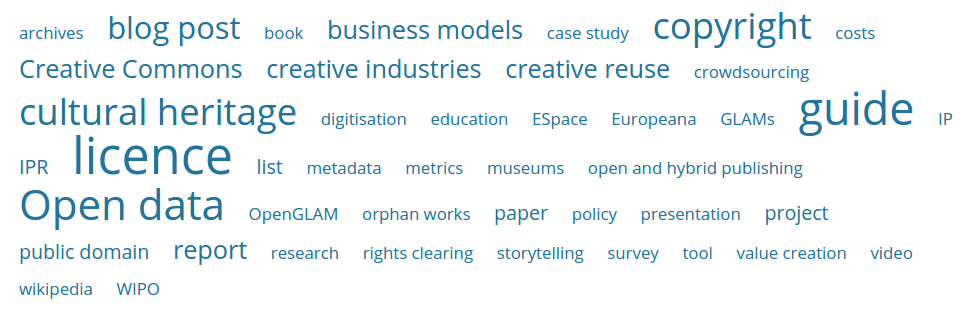 archives blog post book business models case study copyright costs
Creative Commons creative industries creative reuse crowdsourcing
cultural heritage digitisation education ESpace Europeana GLAMs guide IP
IPR licence list metadata metrics museums open and hybrid publishing
Open data OpenGLAM orphan works paper policy presentation project
public domain report research rights clearing storytelling survey tool value creation video
wikipedia WIPO